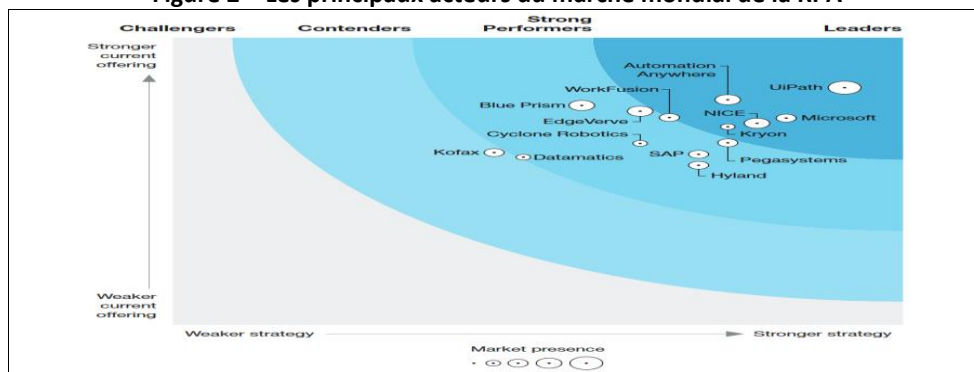 Figure 2 – Les principaux acteurs du marché mondial de la RPA
Challengers
Contenders
Strong
Performers
Leaders
Stronger
current
offering
Automation
Anywhere
UiPath
WorkFusion
Blue Prism
EdgeVerve
NICE
Microsoft
Cyclone Robotics
Kryon
Kofax
Datamatics
SAP
Pegasystems
Hyland
Weaker
current
offering
Weaker strategy
Stronger strategy
Market presence